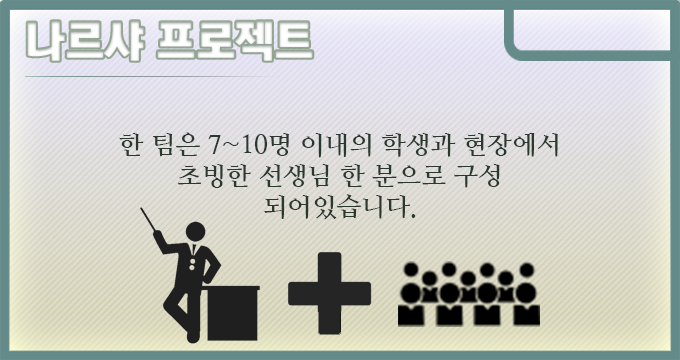 나르샤 프로젝트
한 팀은 7~10명 이내의 학생과 현장에서
초빙한 선생님 한 분으로 구성
되어있습니다.